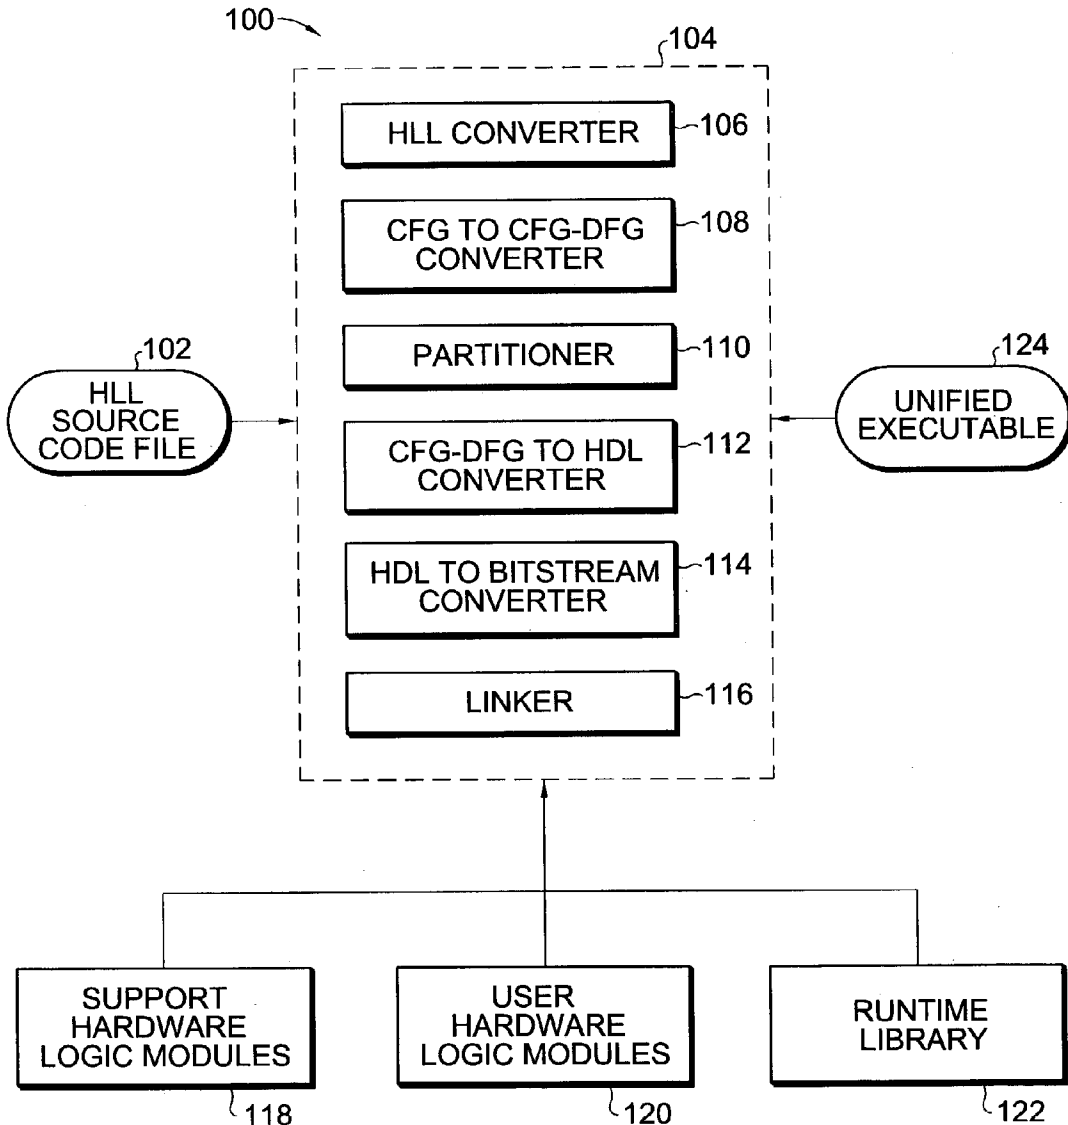 100
104
HLL CONVERTER
106
CFG TO CFG-DFG
CONVERTER
108
PARTITIONER
110
102
HLL
SOURCE
CODE FILE
124
UNIFIED
EXECUTABLE
CFG-DFG TO HDL
CONVERTER
112
HDL TO BITSTREAM
CONVERTER
114
LINKER
116
SUPPORT
HARDWARE
LOGIC MODULES
118
USER
HARDWARE
LOGIC MODULES
120
RUNTIME
LIBRARY
122